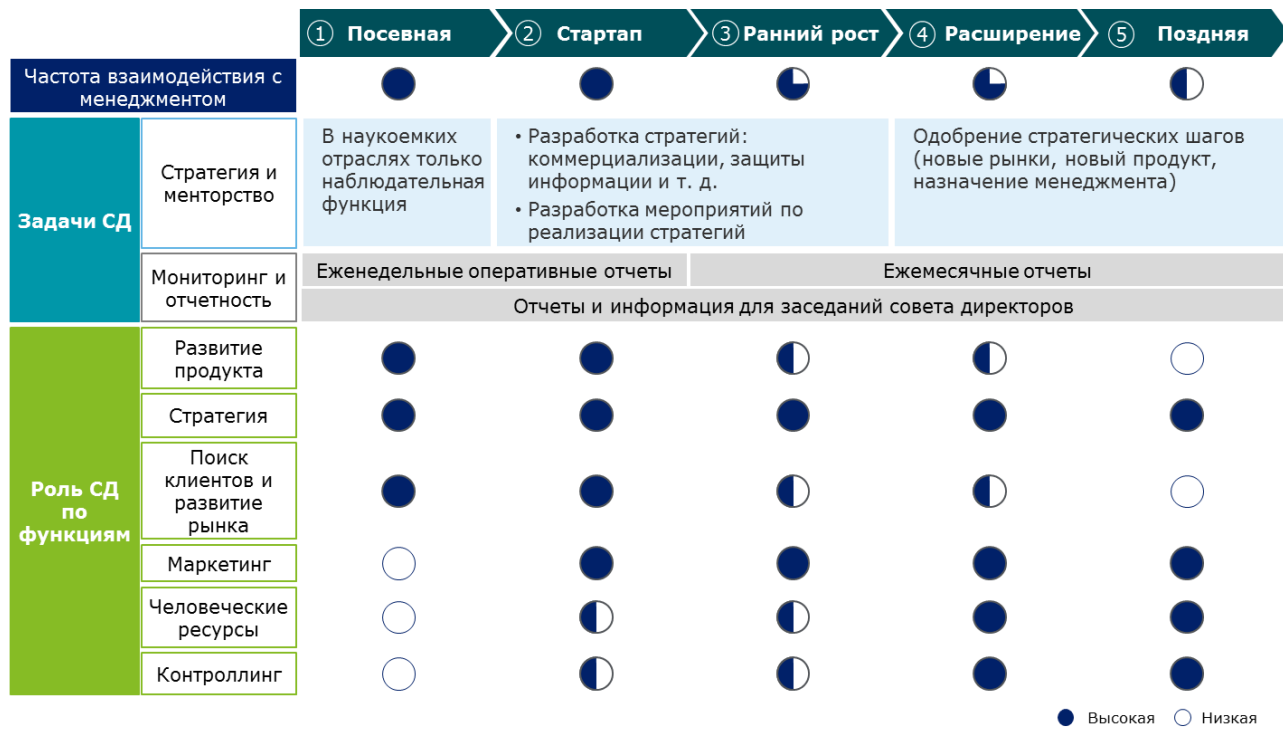 1 Посевная
2 Стартап
3 Ранний рост
4 Расширение
5 Поздняя
Частота взаимодействия с
менеджментом
Задачи СД
Стратегия и
менторство
В наукоемких
отраслях только
наблюдательная
функция
• Разработка стратегий:
коммерциализации, защиты
информации и т. д.
• Разработка мероприятий по
реализации стратегий
Одобрение стратегических шагов
(новые рынки, новый продукт,
назначение менеджмента)
Мониторинг и
отчетность
Еженедельные оперативные отчеты
Ежемесячные отчеты
Отчеты и информация для заседаний совета директоров
Роль СД
по
функциям
Развитие
продукта
Стратегия
Поиск
клиентов и
развитие
рынка
Маркетинг
Человеческие
ресурсы
Контроллинг
Высокая
Низкая